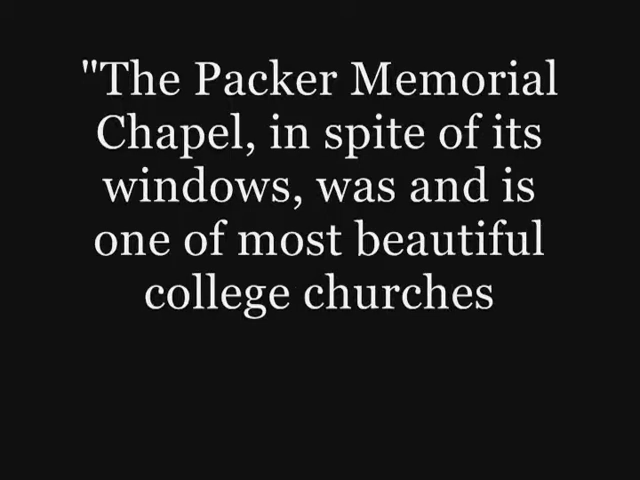 "The Packer Memorial
Chapel, in spite of its
windows, was and is
one of most beautiful
college churches